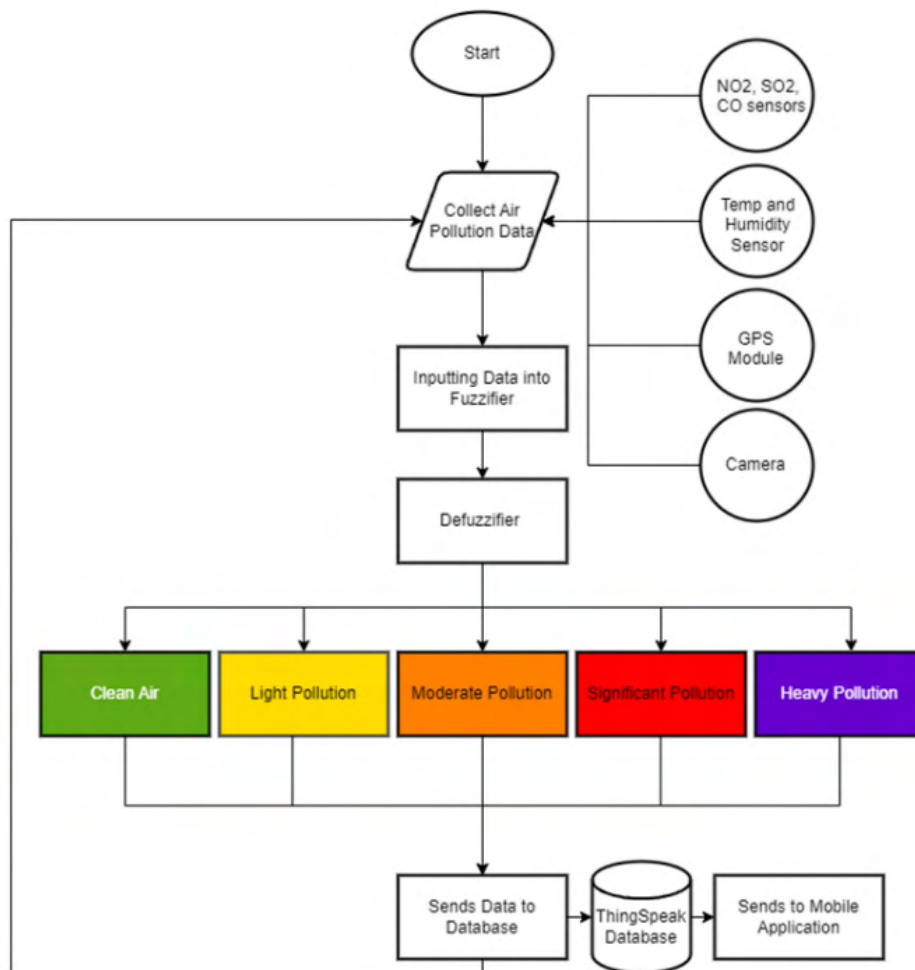 Start
NO2, SO2,
CO sensors
Collect Air
Pollution Data
Temp and
Humidity
Sensor
GPS
Module
Inputting Data into
Fuzzifier
Camera
Defuzzifier
Clean Air
Light Pollution
Moderate Pollution
Significant Pollution
Heavy Pollution
Sends Data to
Database
ThingSpeak
Database
Sends to Mobile
Application